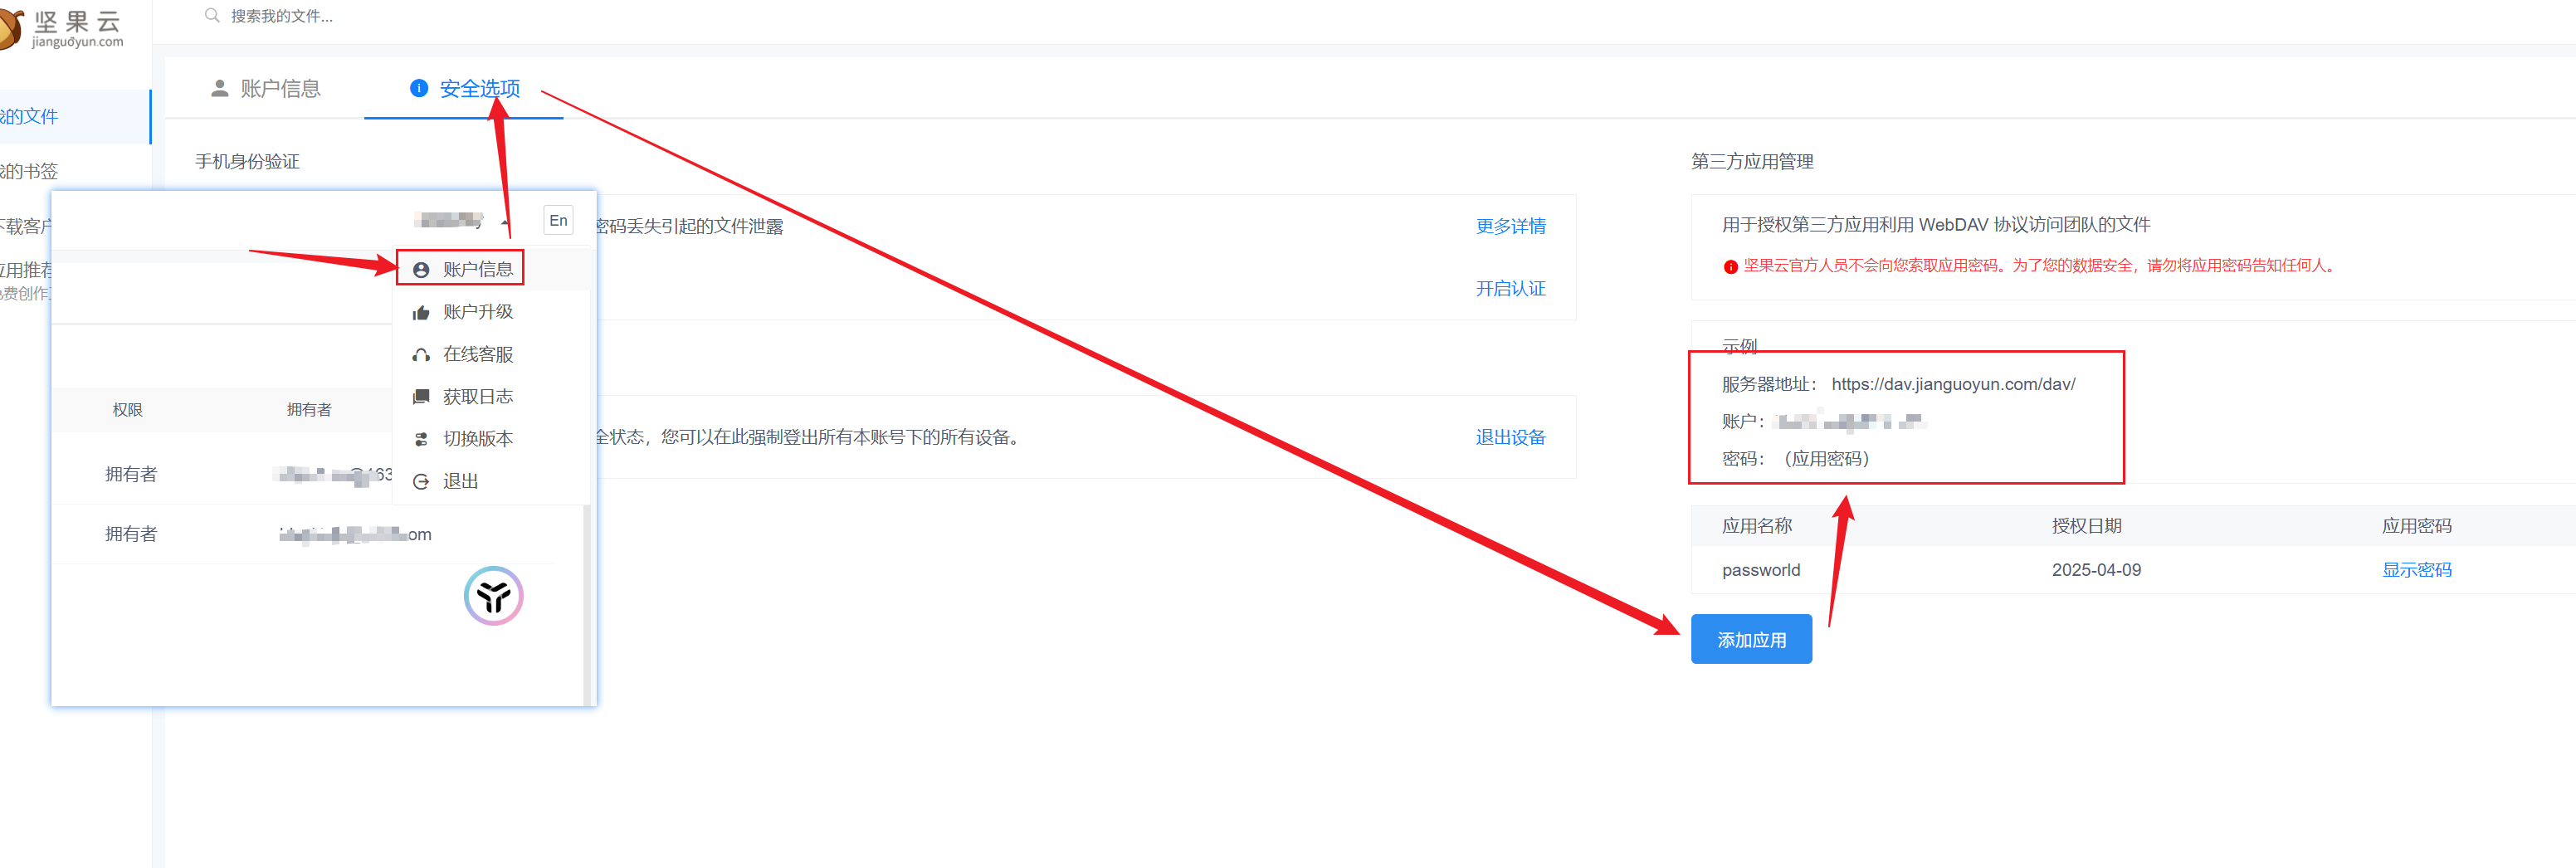 坚果云
jianguoyun.com
搜索我的文件...
账户信息
安全选项
的文件
的书签
下载客户
应用推荐
免费创作
手机身份验证
密码丢失引起的文件泄露
更多详情
开启认证
全状态，您可以在此强制登出所有本账号下的所有设备。
退出设备
En
账户信息
账户升级
在线客服
获取日志
切换版本
退出
权限
拥有者
拥有者
@163
拥有者
om
第三方应用管理
用于授权第三方应用利用 WebDAV 协议访问团队的文件
坚果云官方人员不会向您索取应用密码。为了您的数据安全，请勿将应用密码告知任何人。
示例
服务器地址： https://dav.jianguoyun.com/dav/
账户：
密码：（应用密码）
应用名称 授权日期 应用密码
passworld 2025-04-09 显示密码
添加应用